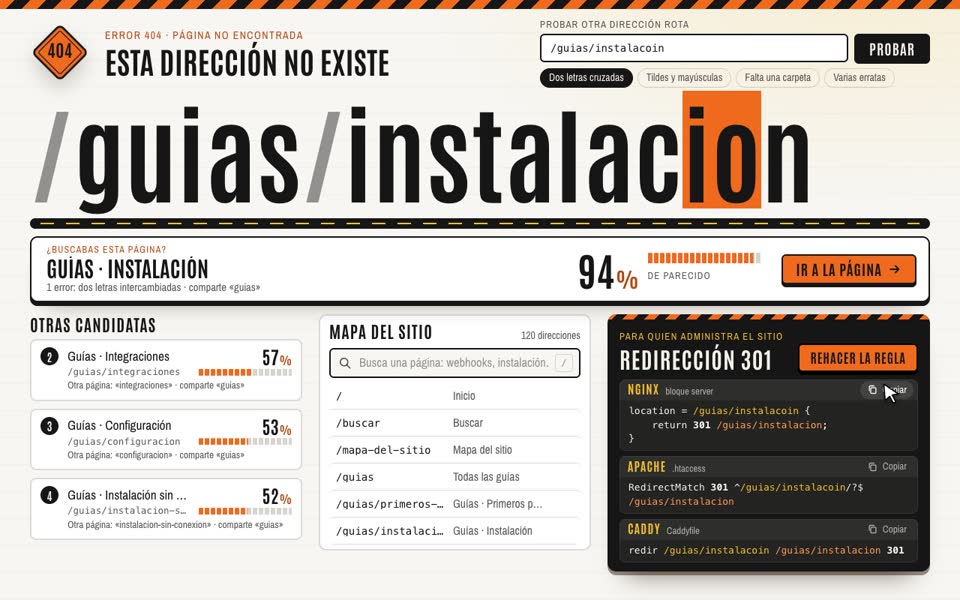 404
ERROR 404 · PÁGINA NO ENCONTRADA
ESTA DIRECCIÓN NO EXISTE
PROBAR OTRA DIRECCIÓN ROTA
/guias/instalacoin
PROBAR
Dos letras cruzadas
Tildes y mayúsculas
Falta una carpeta
Varias erratas
/guias/instalacion
¿BUSCABAS ESTA PÁGINA?
GUÍAS · INSTALACIÓN
1 error: dos letras intercambiadas · comparte «guias»
94%
DE PARECIDO
IR A LA PÁGINA →
OTRAS CANDIDATAS
2
Guías · Integraciones
/guias/integraciones
57%
Otra página: «integraciones» · comparte «guias»
3
Guías · Configuración
/guias/configuracion
53%
Otra página: «configuracion» · comparte «guias»
4
Guías · Instalación sin ...
/guias/instalacion-s…
52%
Otra página: «instalacion-sin-conexion» · comparte «guias»
MAPA DEL SITIO
120 direcciones
Busca una página: webhooks, instalación.
/
/ Inicio
/buscar Buscar
/mapa-del-sitio Mapa del sitio
/guias Todas las guías
/guias/primeros-… Guías · Primeros p...
/guias/instalaci… Guías · Instalación
PARA QUIEN ADMINISTRA EL SITIO
REDIRECCIÓN 301
REHACER LA REGLA
NGINX bloque server
location = /guias/instalacoin {
return 301 /guias/instalacion;
}
APACHE .htaccess
Copiar
RedirectMatch 301 ^/guias/instalacoin/?$
/guias/instalacion
CADDY Caddyfile
Copiar
redir /guias/instalacoin /guias/instalacion 301